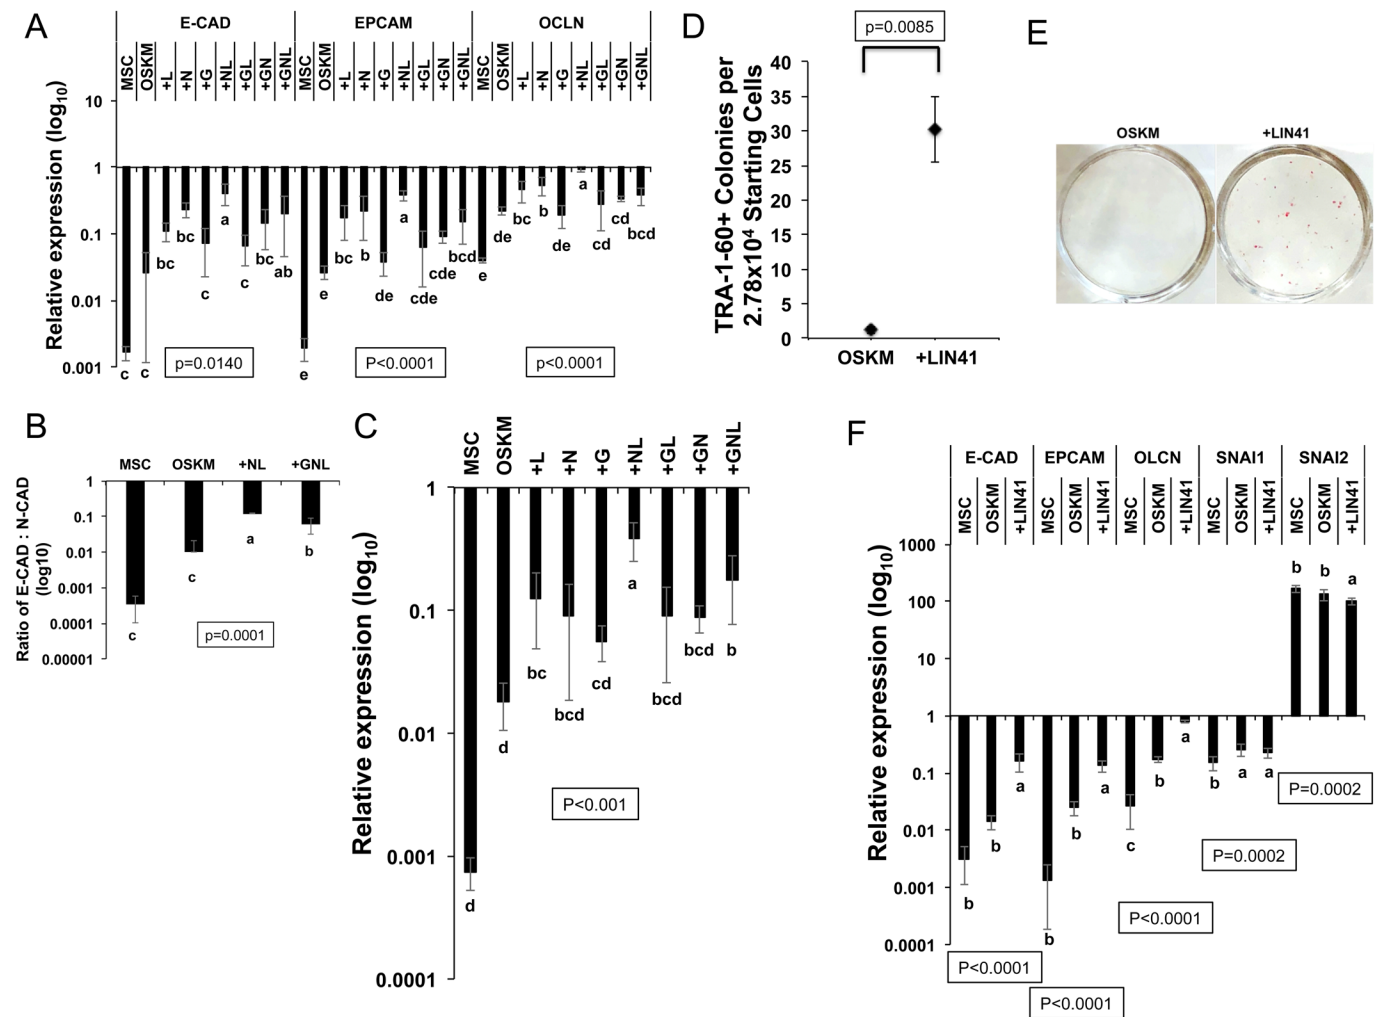 A
E-CAD EPCAM OCLN
MSC OSKM +L +N +G +NL +GL +GN +GNL MSC OSKM +L +N +G +NL +GL +GN +GNL MSC OSKM +L +N +G +NL +GL +GN +GNL
Relative expression (log10)
10
1
0.1
0.01
0.001
c c bc bc c a c bc ab
e e bc b de a cde cde bcd
e de bc b de a cd cd bcd
p=0.0140 P<0.0001 p<0.0001
B
MSC OSKM +NL +GNL
Ratio of E-CAD : N-CAD
(log10)
1
0.1
0.01
0.001
0.0001
0.00001
c c a b
p=0.0001
C
MSC OSKM +L +N +G +NL +GL +GN +GNL
Relative expression (log10)
1
0.1
0.01
0.001
0.0001
d d bc bcd cd a bcd bcd b
P<0.001
D
p=0.0085
TRA-1-60+ Colonies per
2.78x10⁴ Starting Cells
40
35
30
25
20
15
10
5
0
OSKM +LIN41
E
OSKM +LIN41
F
E-CAD EPCAM OLCN SNAI1 SNAI2
MSC OSKM +LIN41 MSC OSKM +LIN41 MSC OSKM +LIN41 MSC OSKM +LIN41 MSC OSKM +LIN41
Relative expression (log10)
1000
100
10
1
0.1
0.01
0.001
0.0001
b b a b b a c b a b a a b b a
P=0.0002
P=0.0002
P<0.0001
P<0.0001
P<0.0001